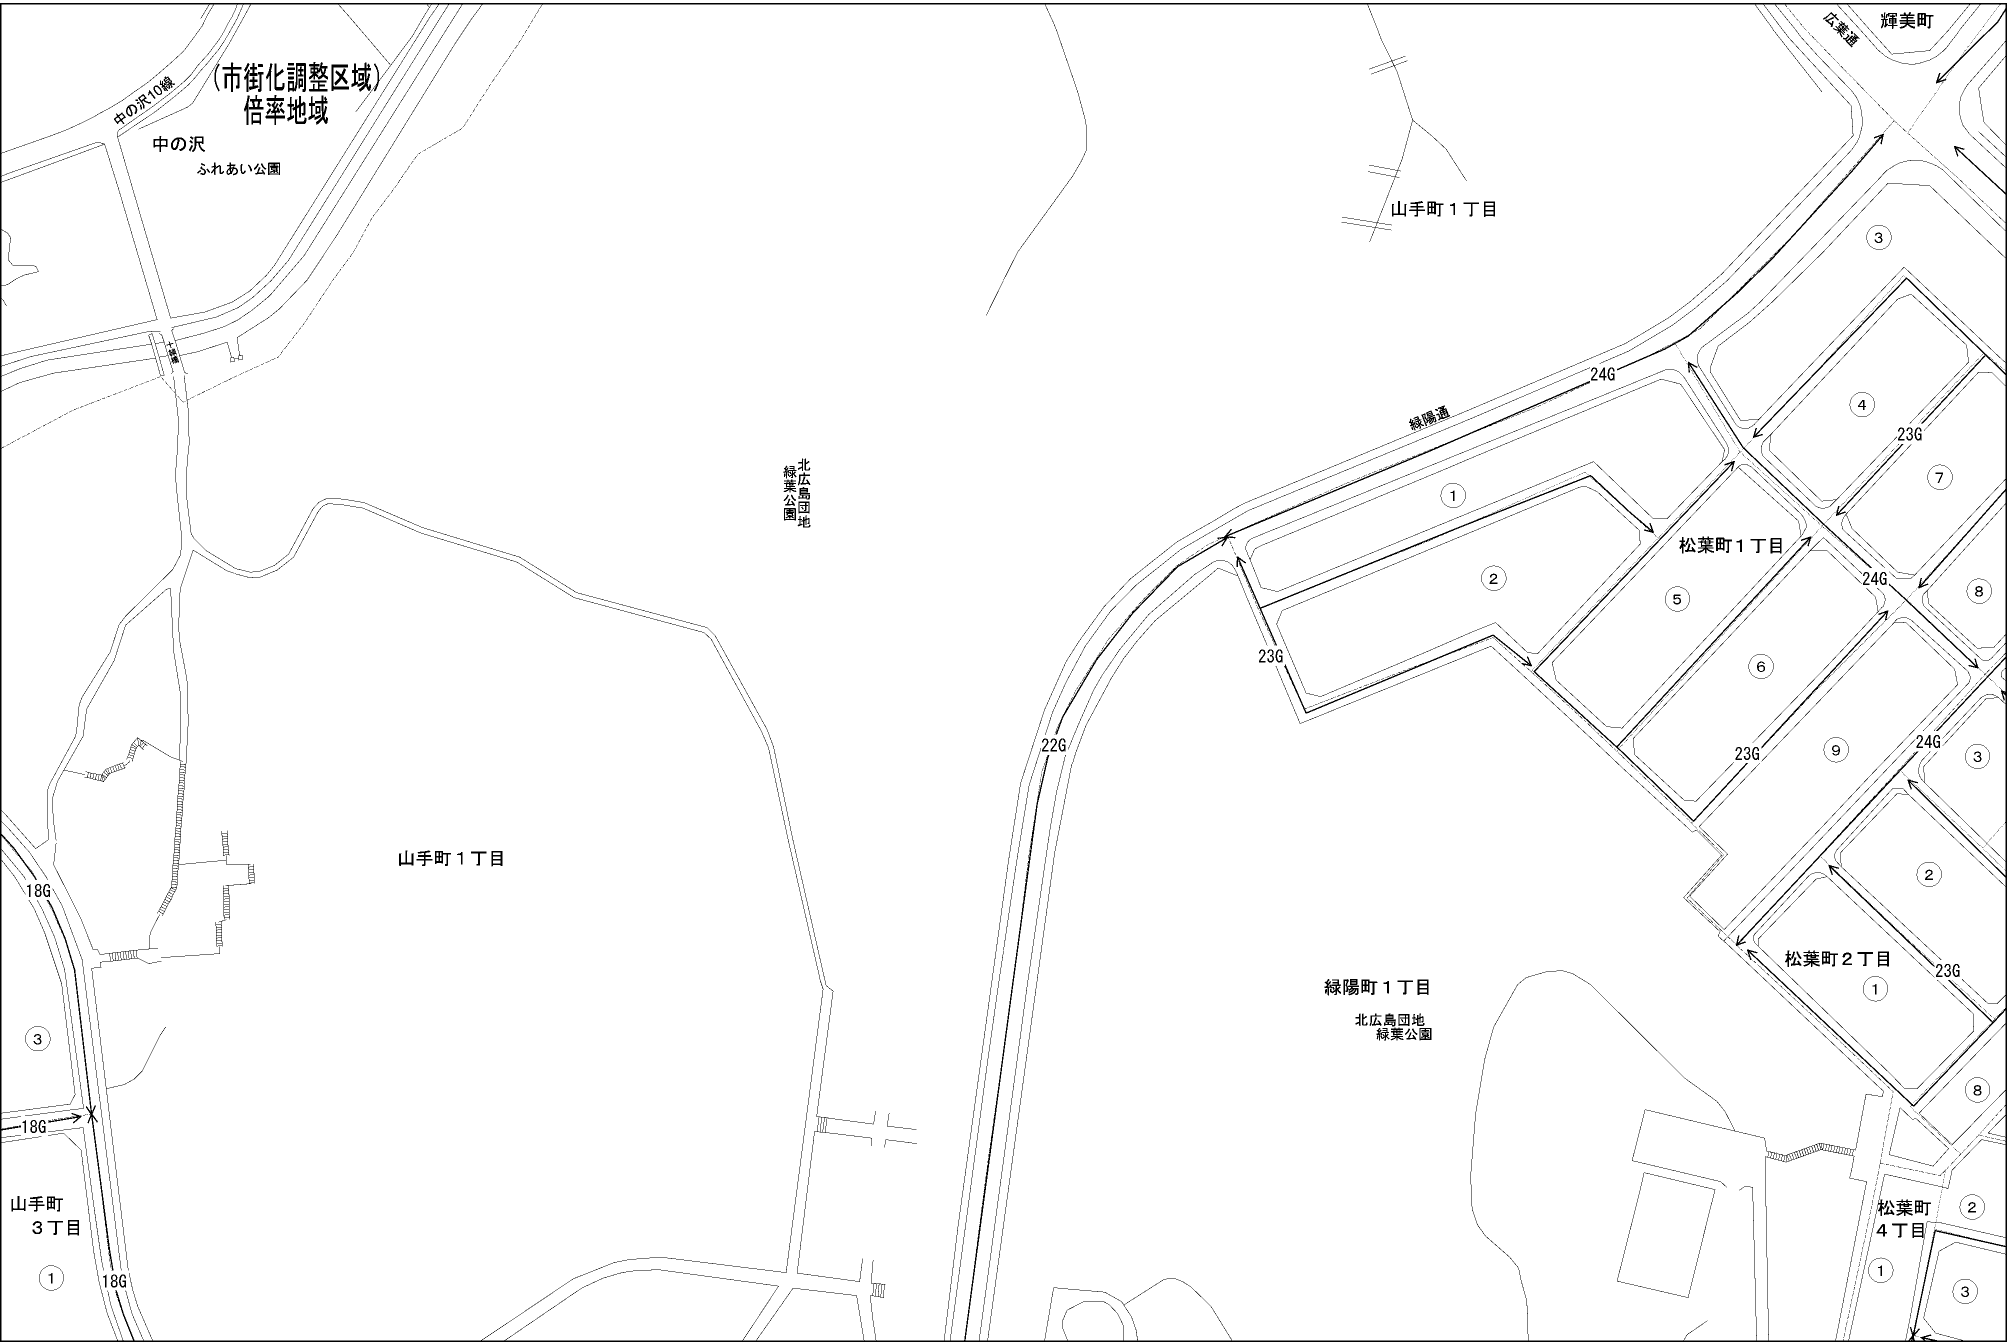 広葉通
輝美町
(市街化調整区域)
倍率地域
中の沢10線
中の沢
ふれあい公園
山手町1丁目
③
24G
緑陽通
④
23G
⑦
北広島団地
緑葉公園
①
松葉町1丁目
②
24G
⑧
⑤
23G
⑥
22G
24G
23G
⑨
③
山手町1丁目
18G
②
松葉町2丁目
23G
①
緑陽町1丁目
北広島団地
緑葉公園
③
⑧
18G
山手町
3丁目
松葉町
4丁目
②
①
18G
①
③